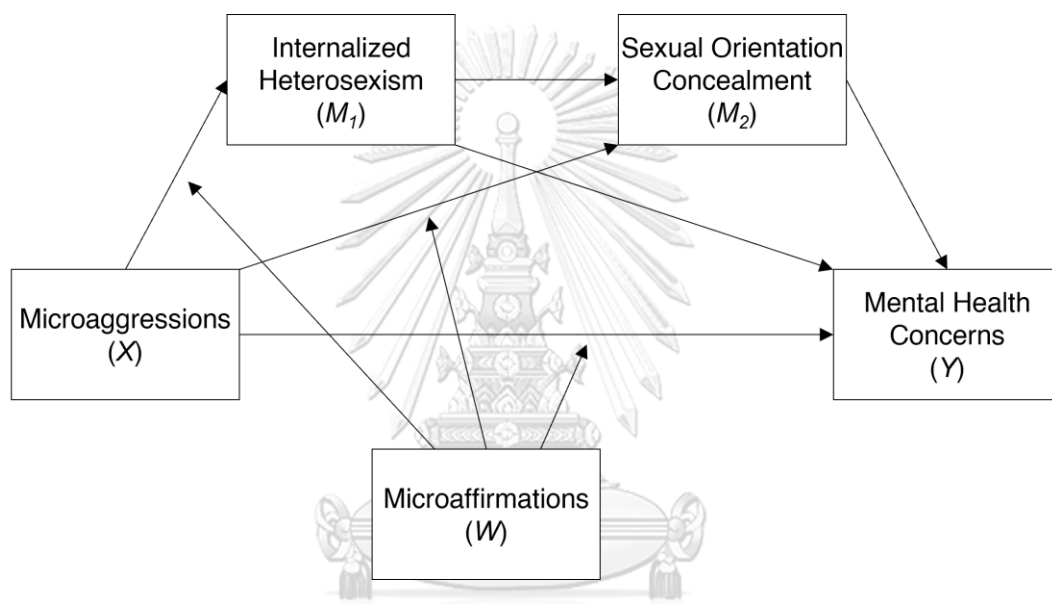 Internalized
Heterosexism
(M₁)
Sexual Orientation
Concealment
(M₂)
Microaggressions
(X)
Mental Health
Concerns
(Y)
Microaffirmations
(W)